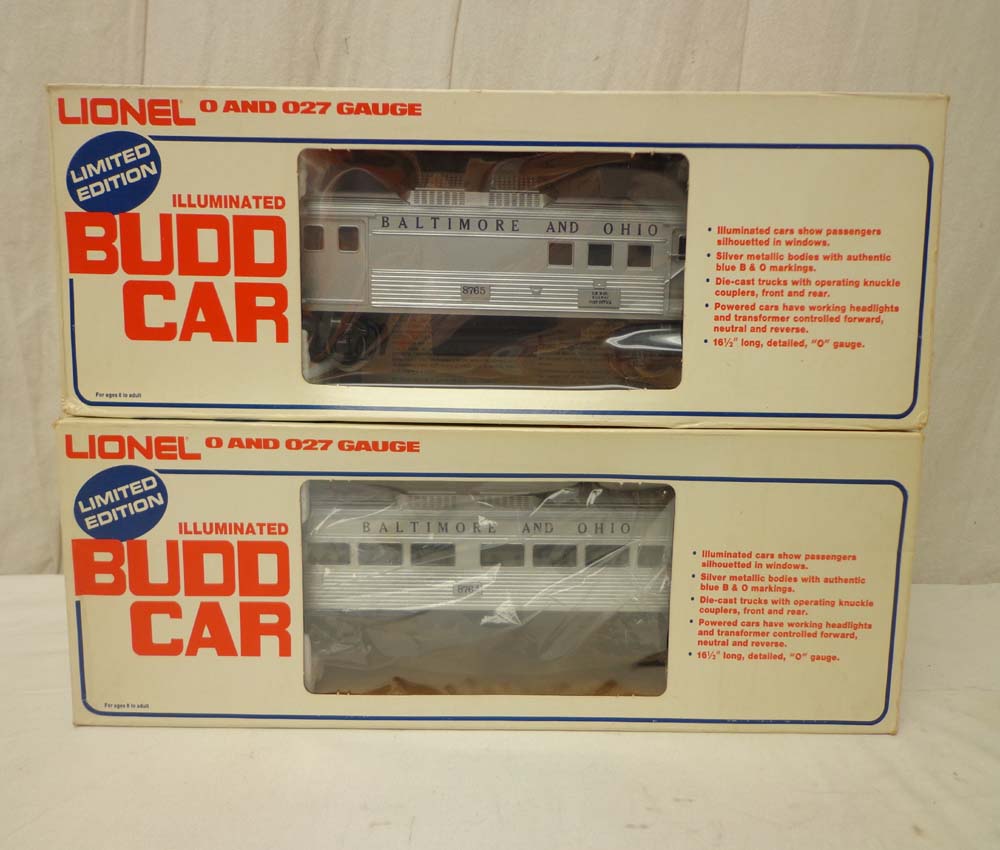 LIONEL O AND 027 GAUGE
LIMITED
EDITION
ILLUMINATED
BUDD
CAR
For ages 8 to adult
BALTIMORE AND OHIO
8765
• Illuminated cars show passengers
silhouetted in windows.
• Silver metallic bodies with authentic
blue B & O markings.
• Die-cast trucks with operating knuckle
couplers, front and rear.
• Powered cars have working headlights
and transformer controlled forward,
neutral and reverse.
• 16½" long, detailed, "O" gauge.
LIONEL O AND 027 GAUGE
LIMITED
EDITION
ILLUMINATED
BUDD
CAR
For ages 8 to adult
BALTIMORE AND OHIO
• Illuminated cars show passengers
silhouetted in windows.
• Silver metallic bodies with authentic
blue B & O markings.
• Die-cast trucks with operating knuckle
couplers, front and rear.
• Powered cars have working headlights
and transformer controlled forward,
neutral and reverse.
• 16½" long, detailed, "O" gauge.